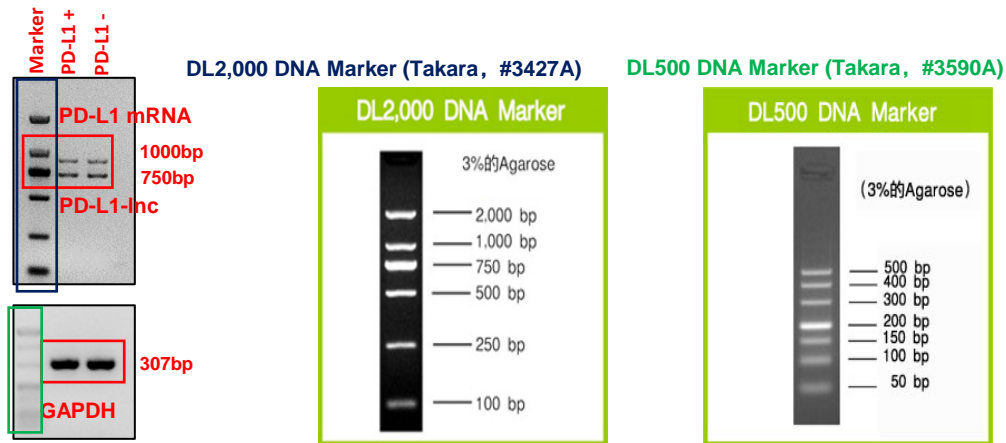 Marker
PD-L1 +
PD-L1 -
PD-L1 mRNA
1000bp
750bp
PD-L1-lnc
307bp
GAPDH
DL2,000 DNA Marker (Takara，#3427A)
DL2,000 DNA Marker
3%的Agarose
2,000 bp
1,000 bp
750 bp
500 bp
250 bp
100 bp
DL500 DNA Marker (Takara，#3590A)
DL500 DNA Marker
(3%的Agarose)
500 bp
400 bp
300 bp
200 bp
150 bp
100 bp
50 bp